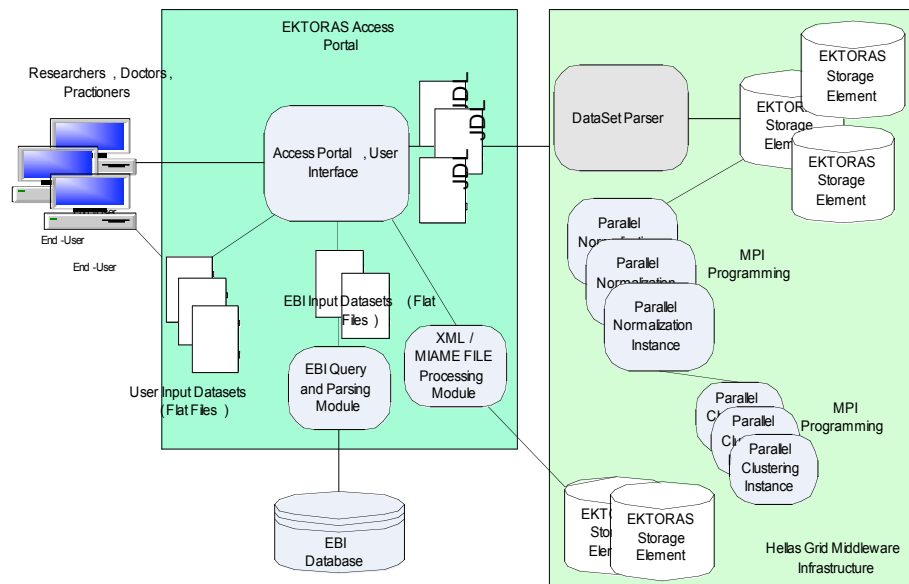 EKTORAS Access
Portal
Researchers , Doctors ,
Practioners
End -User
End -User
JDL
JDL
JDL
Access Portal , User
Interface
User Input Datasets
(Flat Files )
EBI Input Datasets (Flat
Files )
EBI Query
and Parsing
Module
XML /
MIAME FILE
Processing
Module
EBI
Database
DataSet Parser
EKTORAS
Storage
Element
EKTORAS
Storage
EKTORAS
Storage
Element
Parallel
Parallel
Normalization
Parallel
Normalization
Instance
MPI
Programming
Parallel
Parallel
Parallel
Clustering
Instance
MPI
Programming
EKTORAS
Storage
Element
Hellas Grid Middleware
Infrastructure